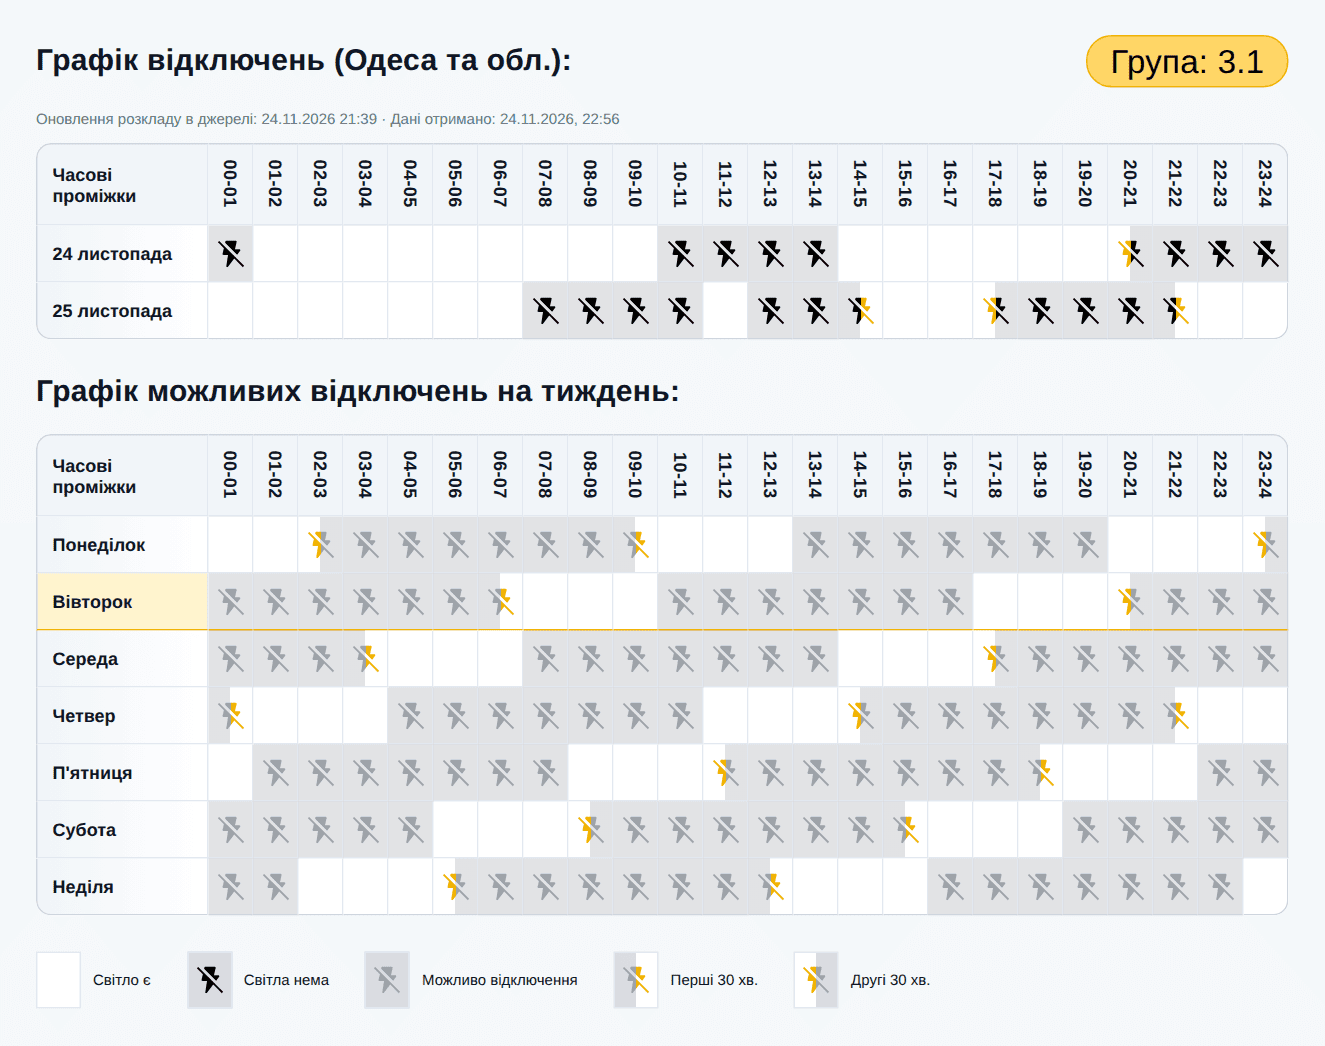 Графік відключень (Одеса та обл.):
Група: 3.1
Оновлення розкладу в джерелі: 24.11.2026 21:39 · Дані отримано: 24.11.2026, 22:56
Часові
проміжки
00-01 01-02 02-03 03-04 04-05 05-06 06-07 07-08 08-09 09-10 10-11 11-12 12-13 13-14 14-15 15-16 16-17 17-18 18-19 19-20 20-21 21-22 22-23 23-24
24 листопада
25 листопада
Графік можливих відключень на тиждень:
Часові
проміжки
00-01 01-02 02-03 03-04 04-05 05-06 06-07 07-08 08-09 09-10 10-11 11-12 12-13 13-14 14-15 15-16 16-17 17-18 18-19 19-20 20-21 21-22 22-23 23-24
Понеділок
Вівторок
Середа
Четвер
П'ятниця
Субота
Неділя
Світло є
Світла нема
Можливо відключення
Перші 30 хв.
Другі 30 хв.